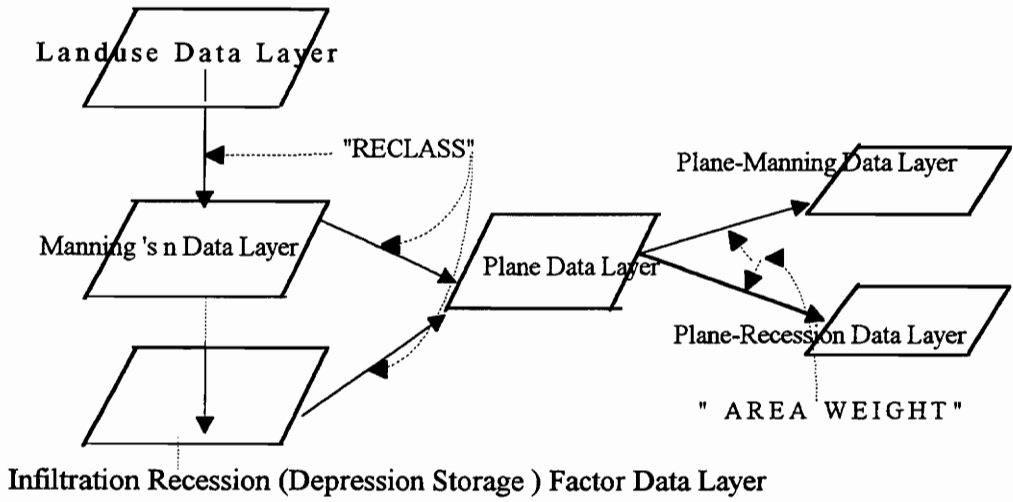 Landuse Data Layer
"RECLASS"
Plane-Manning Data Layer
Manning 's n Data Layer
Plane Data Layer
Plane-Recession Data Layer
" AREA WEIGHT"
Infiltration Recession (Depression Storage ) Factor Data Layer